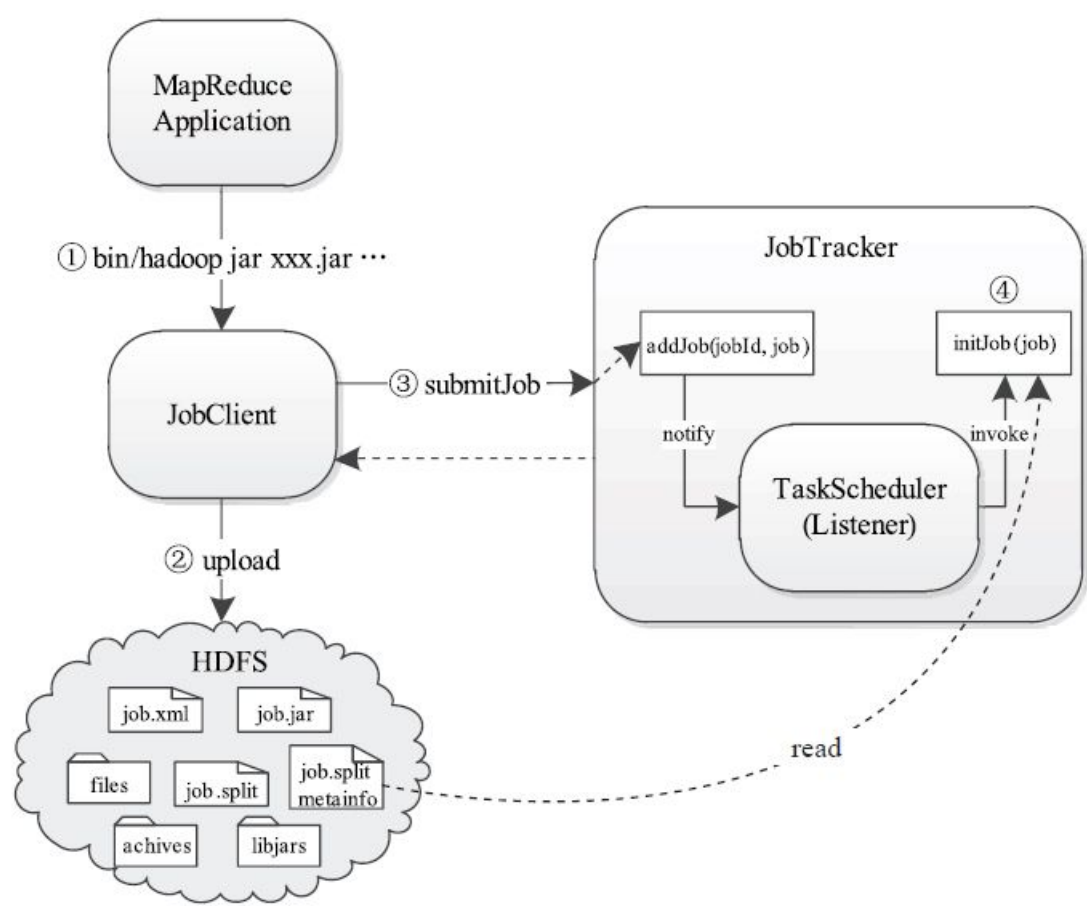 MapReduce
Application
① bin/hadoop jar xxx.jar ⋯
JobClient
③ submitJob
② upload
JobTracker
④
addJob(jobId, job)
initJob(job)
notify
invoke
TaskScheduler
(Listener)
HDFS
job.xml
job.jar
files
job.split
job.split
metainfo
achives
libjars
read